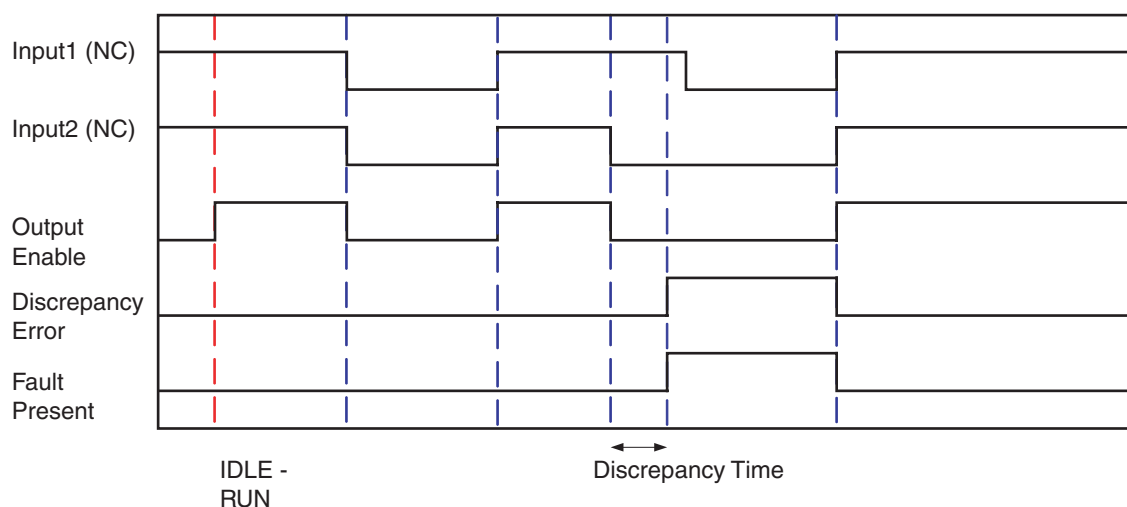 Input1 (NC)
Input2 (NC)
Output
Enable
Discrepancy
Error
Fault
Present
IDLE -
RUN
Discrepancy Time